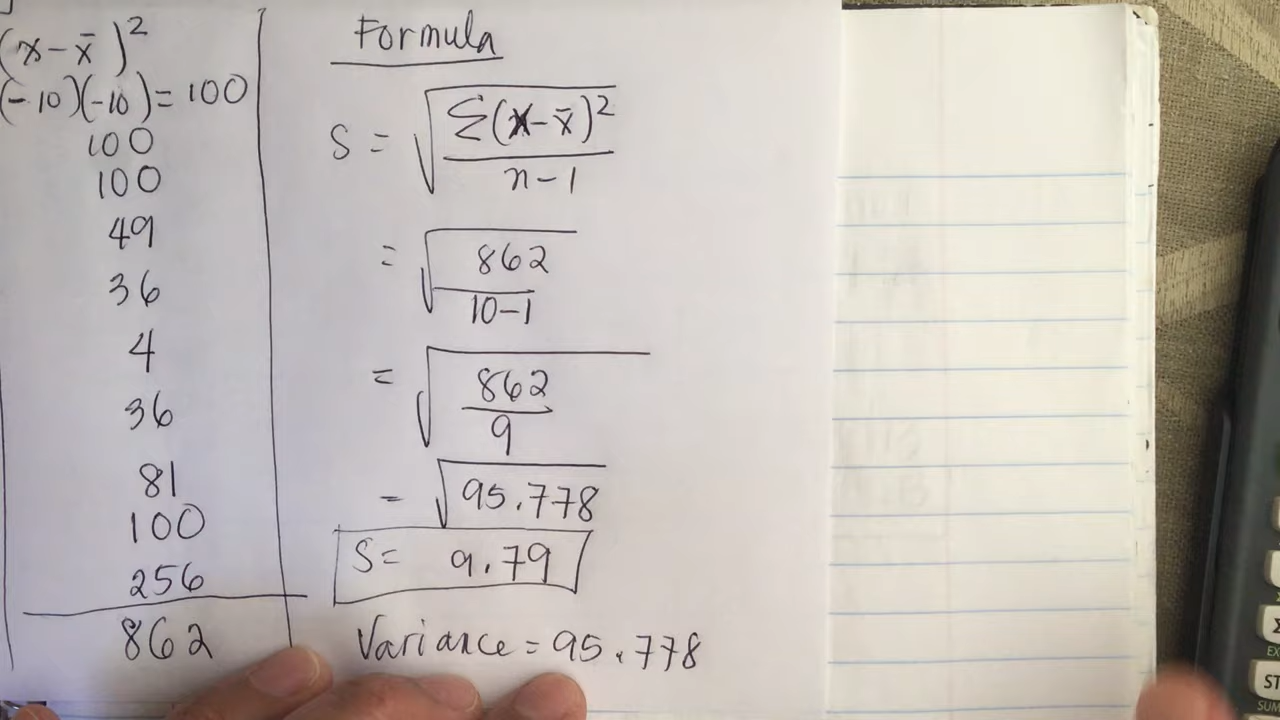 (x-x̄)²
(-10)(-10)=100
100
100
49
36
4
36
81
100
256
862
Formula
S = √(Σ(x-x̄)² / n-1)
= √(862 / 10-1)
= √(862 / 9)
= √95.778
S= 9.79
Variance = 95.778
ST